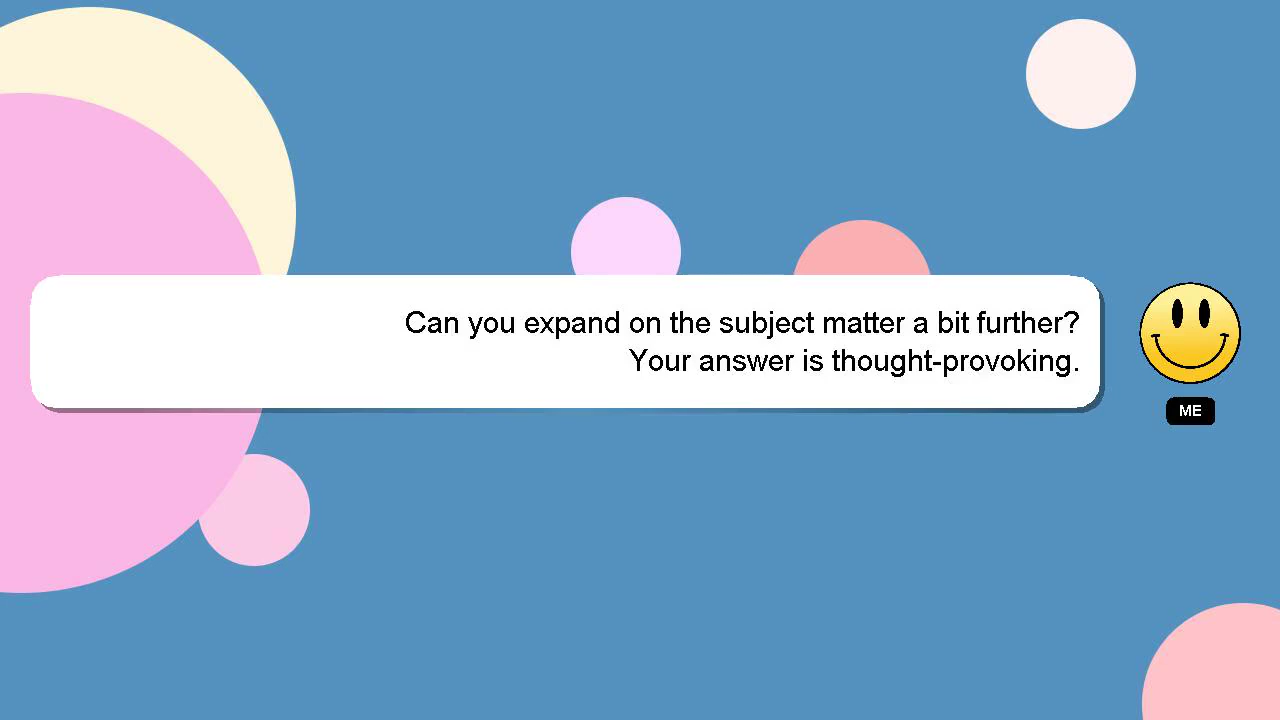 Can you expand on the subject matter a bit further?
Your answer is thought-provoking.
ME